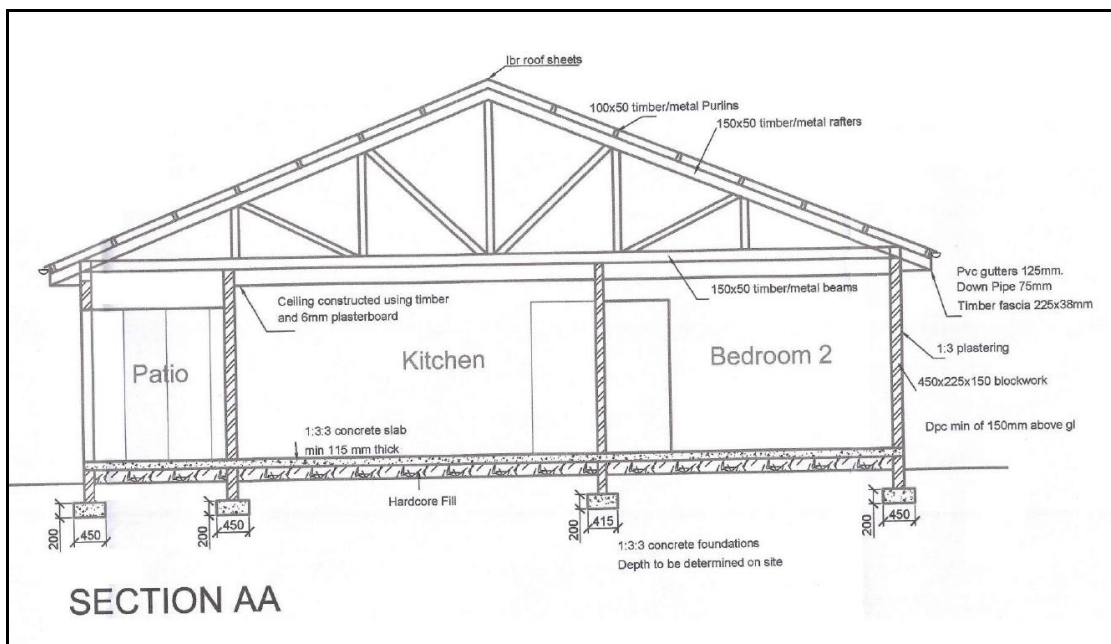 Ibr roof sheets
100x50 timber/metal Purlins
150x50 timber/metal rafters
Pvc gutters 125mm.
Down Pipe 75mm
Timber fascia 225x38mm
150x50 timber/metal beams
Ceiling constructed using timber
and 6mm plasterboard
1:3 plastering
Patio
Kitchen
Bedroom 2
450x225x150 blockwork
Dpc min of 150mm above gl
1:3:3 concrete slab
min 115 mm thick
Hardcore Fill
200
450
200
450
200
415
200
450
1:3:3 concrete foundations
Depth to be determined on site
SECTION AA